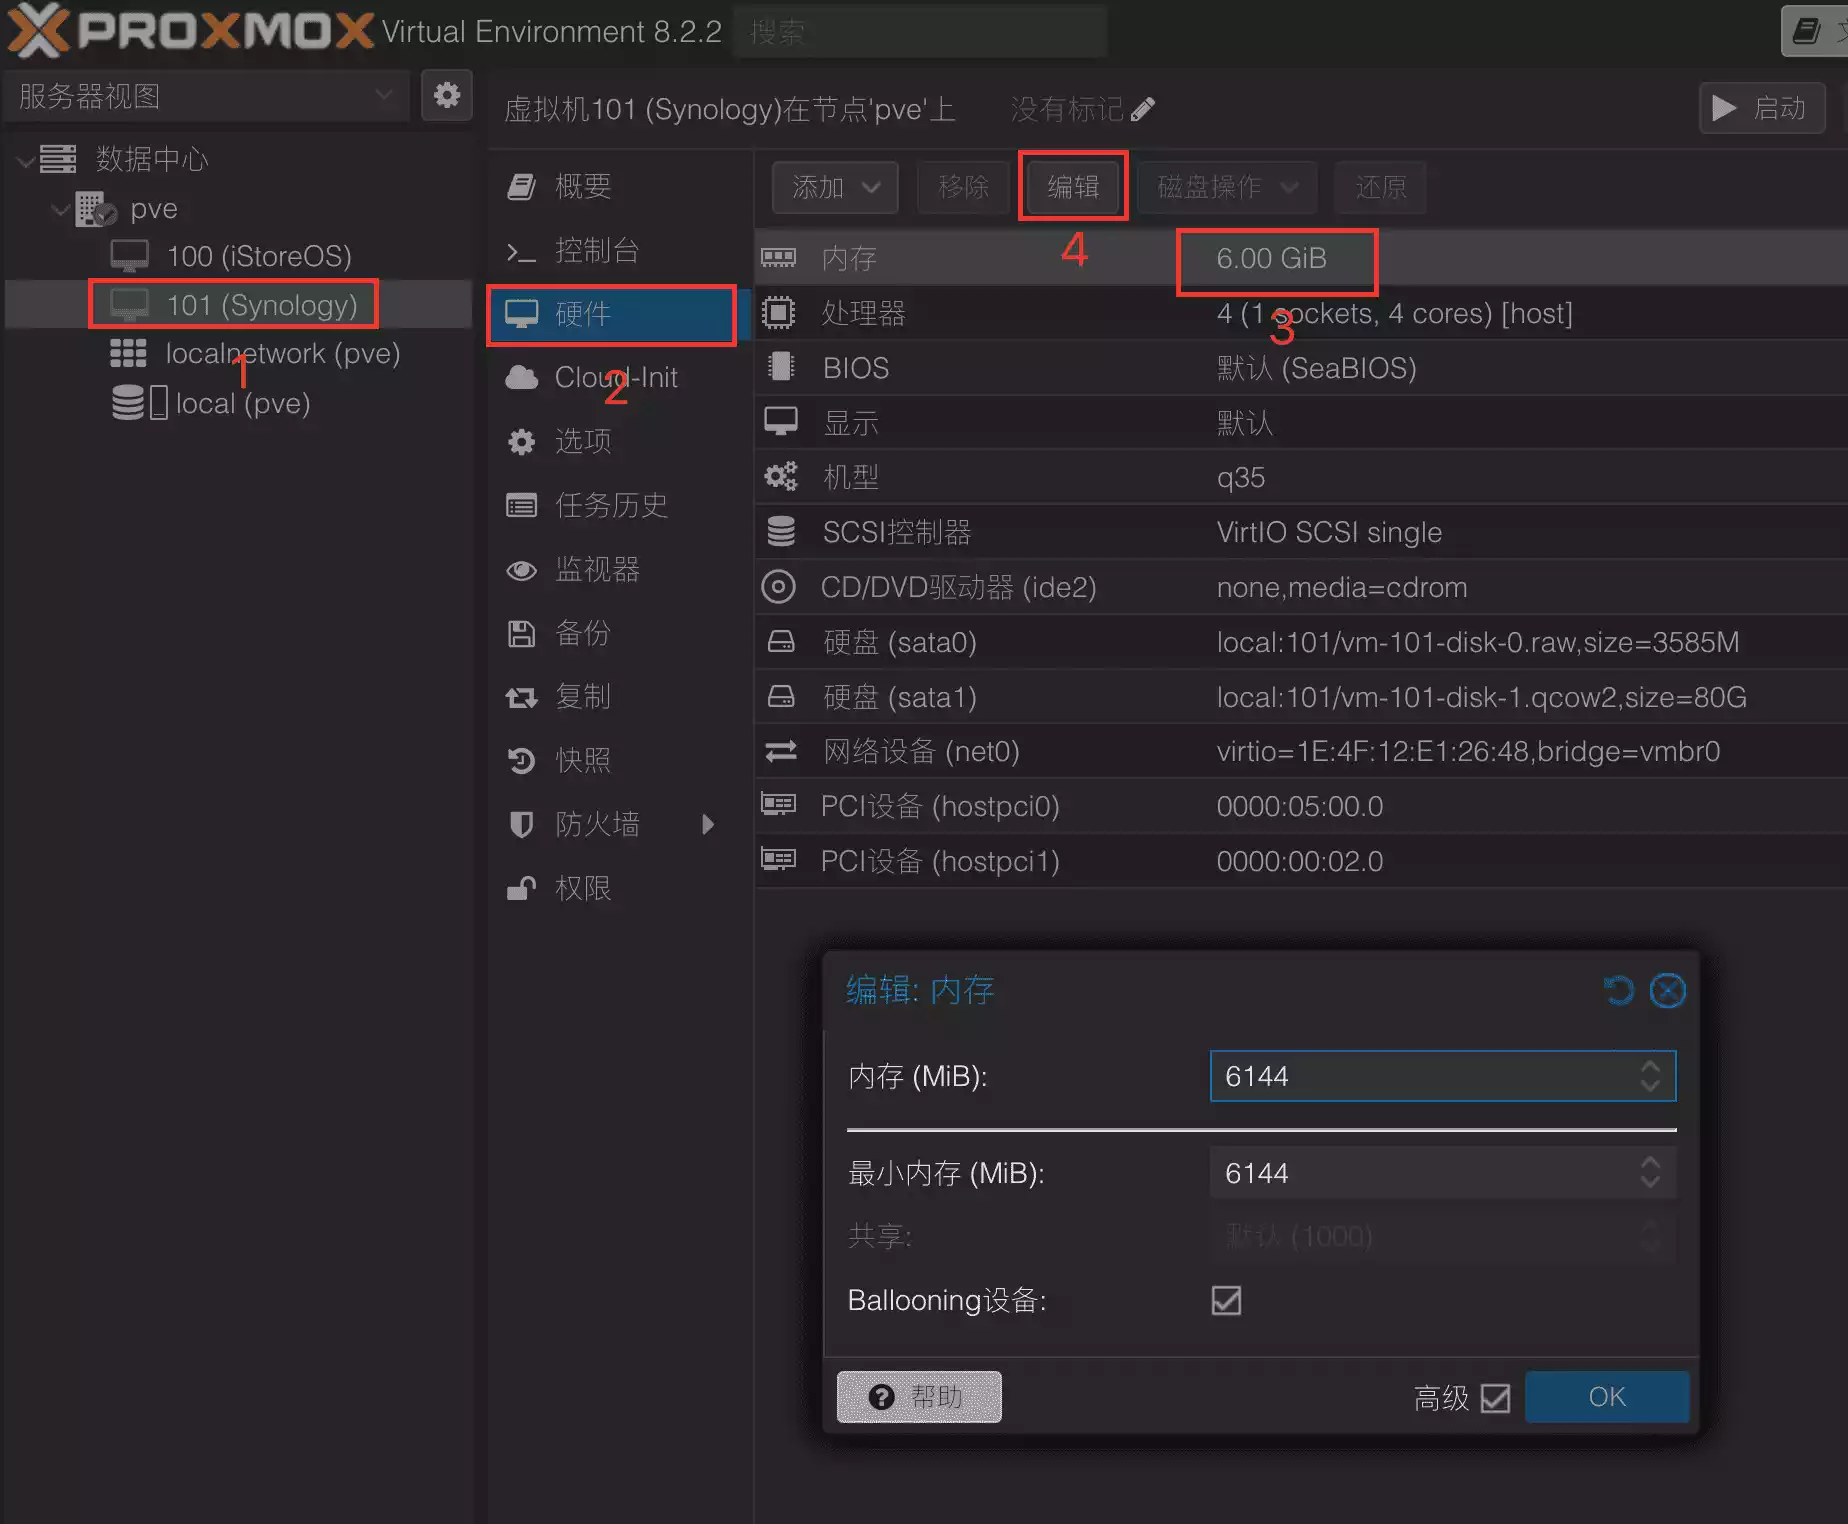 PROXMOX Virtual Environment 8.2.2 搜索
服务器视图
数据中心
pve
100 (iStoreOS)
101 (Synology)
1
localnetwork (pve)
local (pve)
虚拟机101 (Synology)在节点'pve'上 没有标记 启动
概要
控制台
硬件
2
Cloud-Init
选项
任务历史
监视器
备份
复制
快照
防火墙
权限
添加 移除 编辑 磁盘操作 还原
4
内存 6.00 GiB
3
处理器 4 (1 sockets, 4 cores) [host]
BIOS 默认 (SeaBIOS)
显示 默认
机型 q35
SCSI控制器 VirtIO SCSI single
CD/DVD驱动器 (ide2) none,media=cdrom
硬盘 (sata0) local:101/vm-101-disk-0.raw,size=3585M
硬盘 (sata1) local:101/vm-101-disk-1.qcow2,size=80G
网络设备 (net0) virtio=1E:4F:12:E1:26:48,bridge=vmbr0
PCI设备 (hostpci0) 0000:05:00.0
PCI设备 (hostpci1) 0000:00:02.0
编辑: 内存
内存 (MiB): 6144
最小内存 (MiB): 6144
共享: 默认 (1000)
Ballooning设备:
帮助 高级 OK